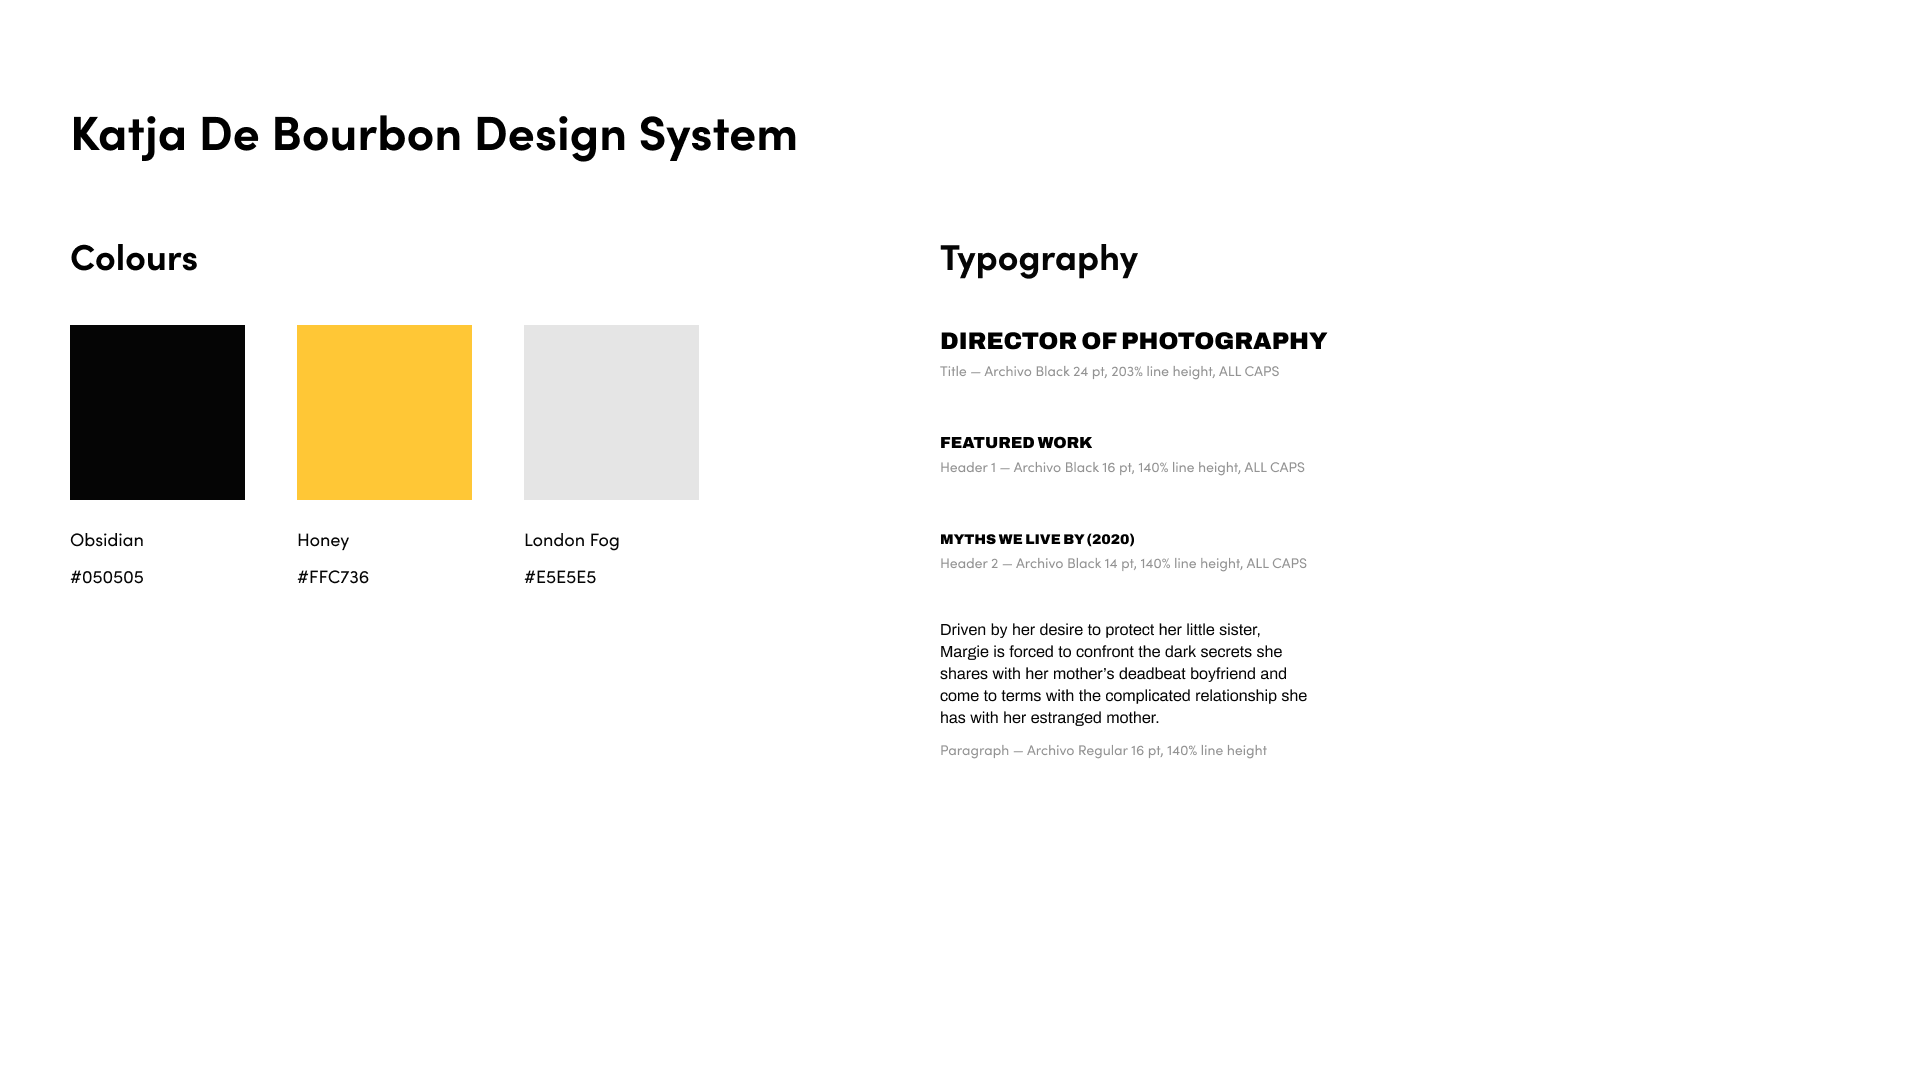 Katja De Bourbon Design System
Colours
Obsidian
#050505
Honey
#FFC736
London Fog
#E5E5E5
Typography
DIRECTOR OF PHOTOGRAPHY
Title — Archivo Black 24 pt, 203% line height, ALL CAPS
FEATURED WORK
Header 1 — Archivo Black 16 pt, 140% line height, ALL CAPS
MYTHS WE LIVE BY (2020)
Header 2 — Archivo Black 14 pt, 140% line height, ALL CAPS
Driven by her desire to protect her little sister,
Margie is forced to confront the dark secrets she
shares with her mother’s deadbeat boyfriend and
come to terms with the complicated relationship she
has with her estranged mother.
Paragraph — Archivo Regular 16 pt, 140% line height